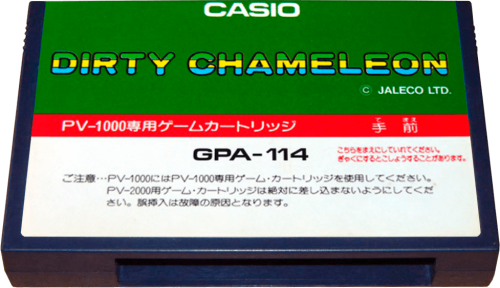 CASIO
DIRTY CHAMELEON
© JALECO LTD.
PV-1000専用ゲームカートリッジ
て まえ
手前
GPA-114
こちらをまえにしていれてください。
ぎゃくにするとこしょうすることがあります。
ご注意…PV-1000にはPV-1000専用ゲーム・カートリッジを使用してください。
PV-2000用ゲーム・カートリッジは絶対に差し込まないようにしてくだ
さい。誤挿入は故障の原因となります。